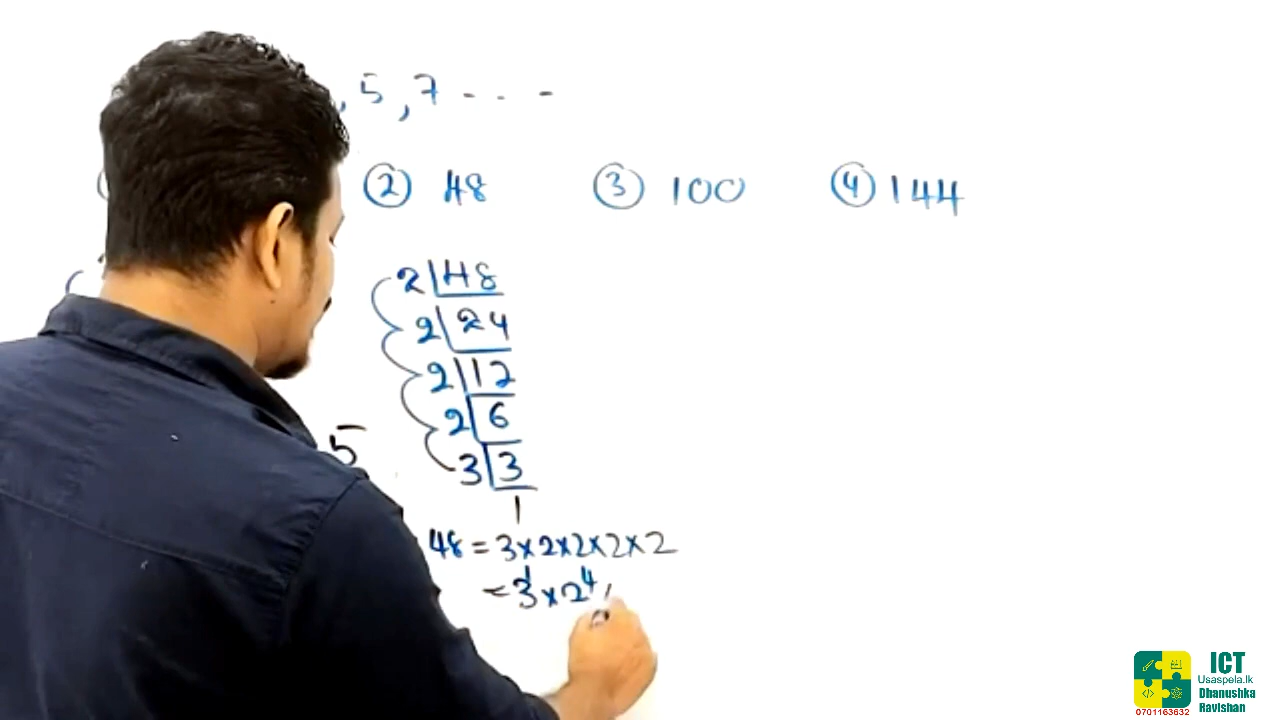 , 5, 7 - - -
② 48 ③ 100 ④ 144
2 | 48
2 | 24
2 | 12
2 | 6
3 | 3
1
5
48 = 3×2×2×2×2
= 3¹×2⁴
ICT
Usaspela.lk
Dhanushka
Ravishan
0701163632